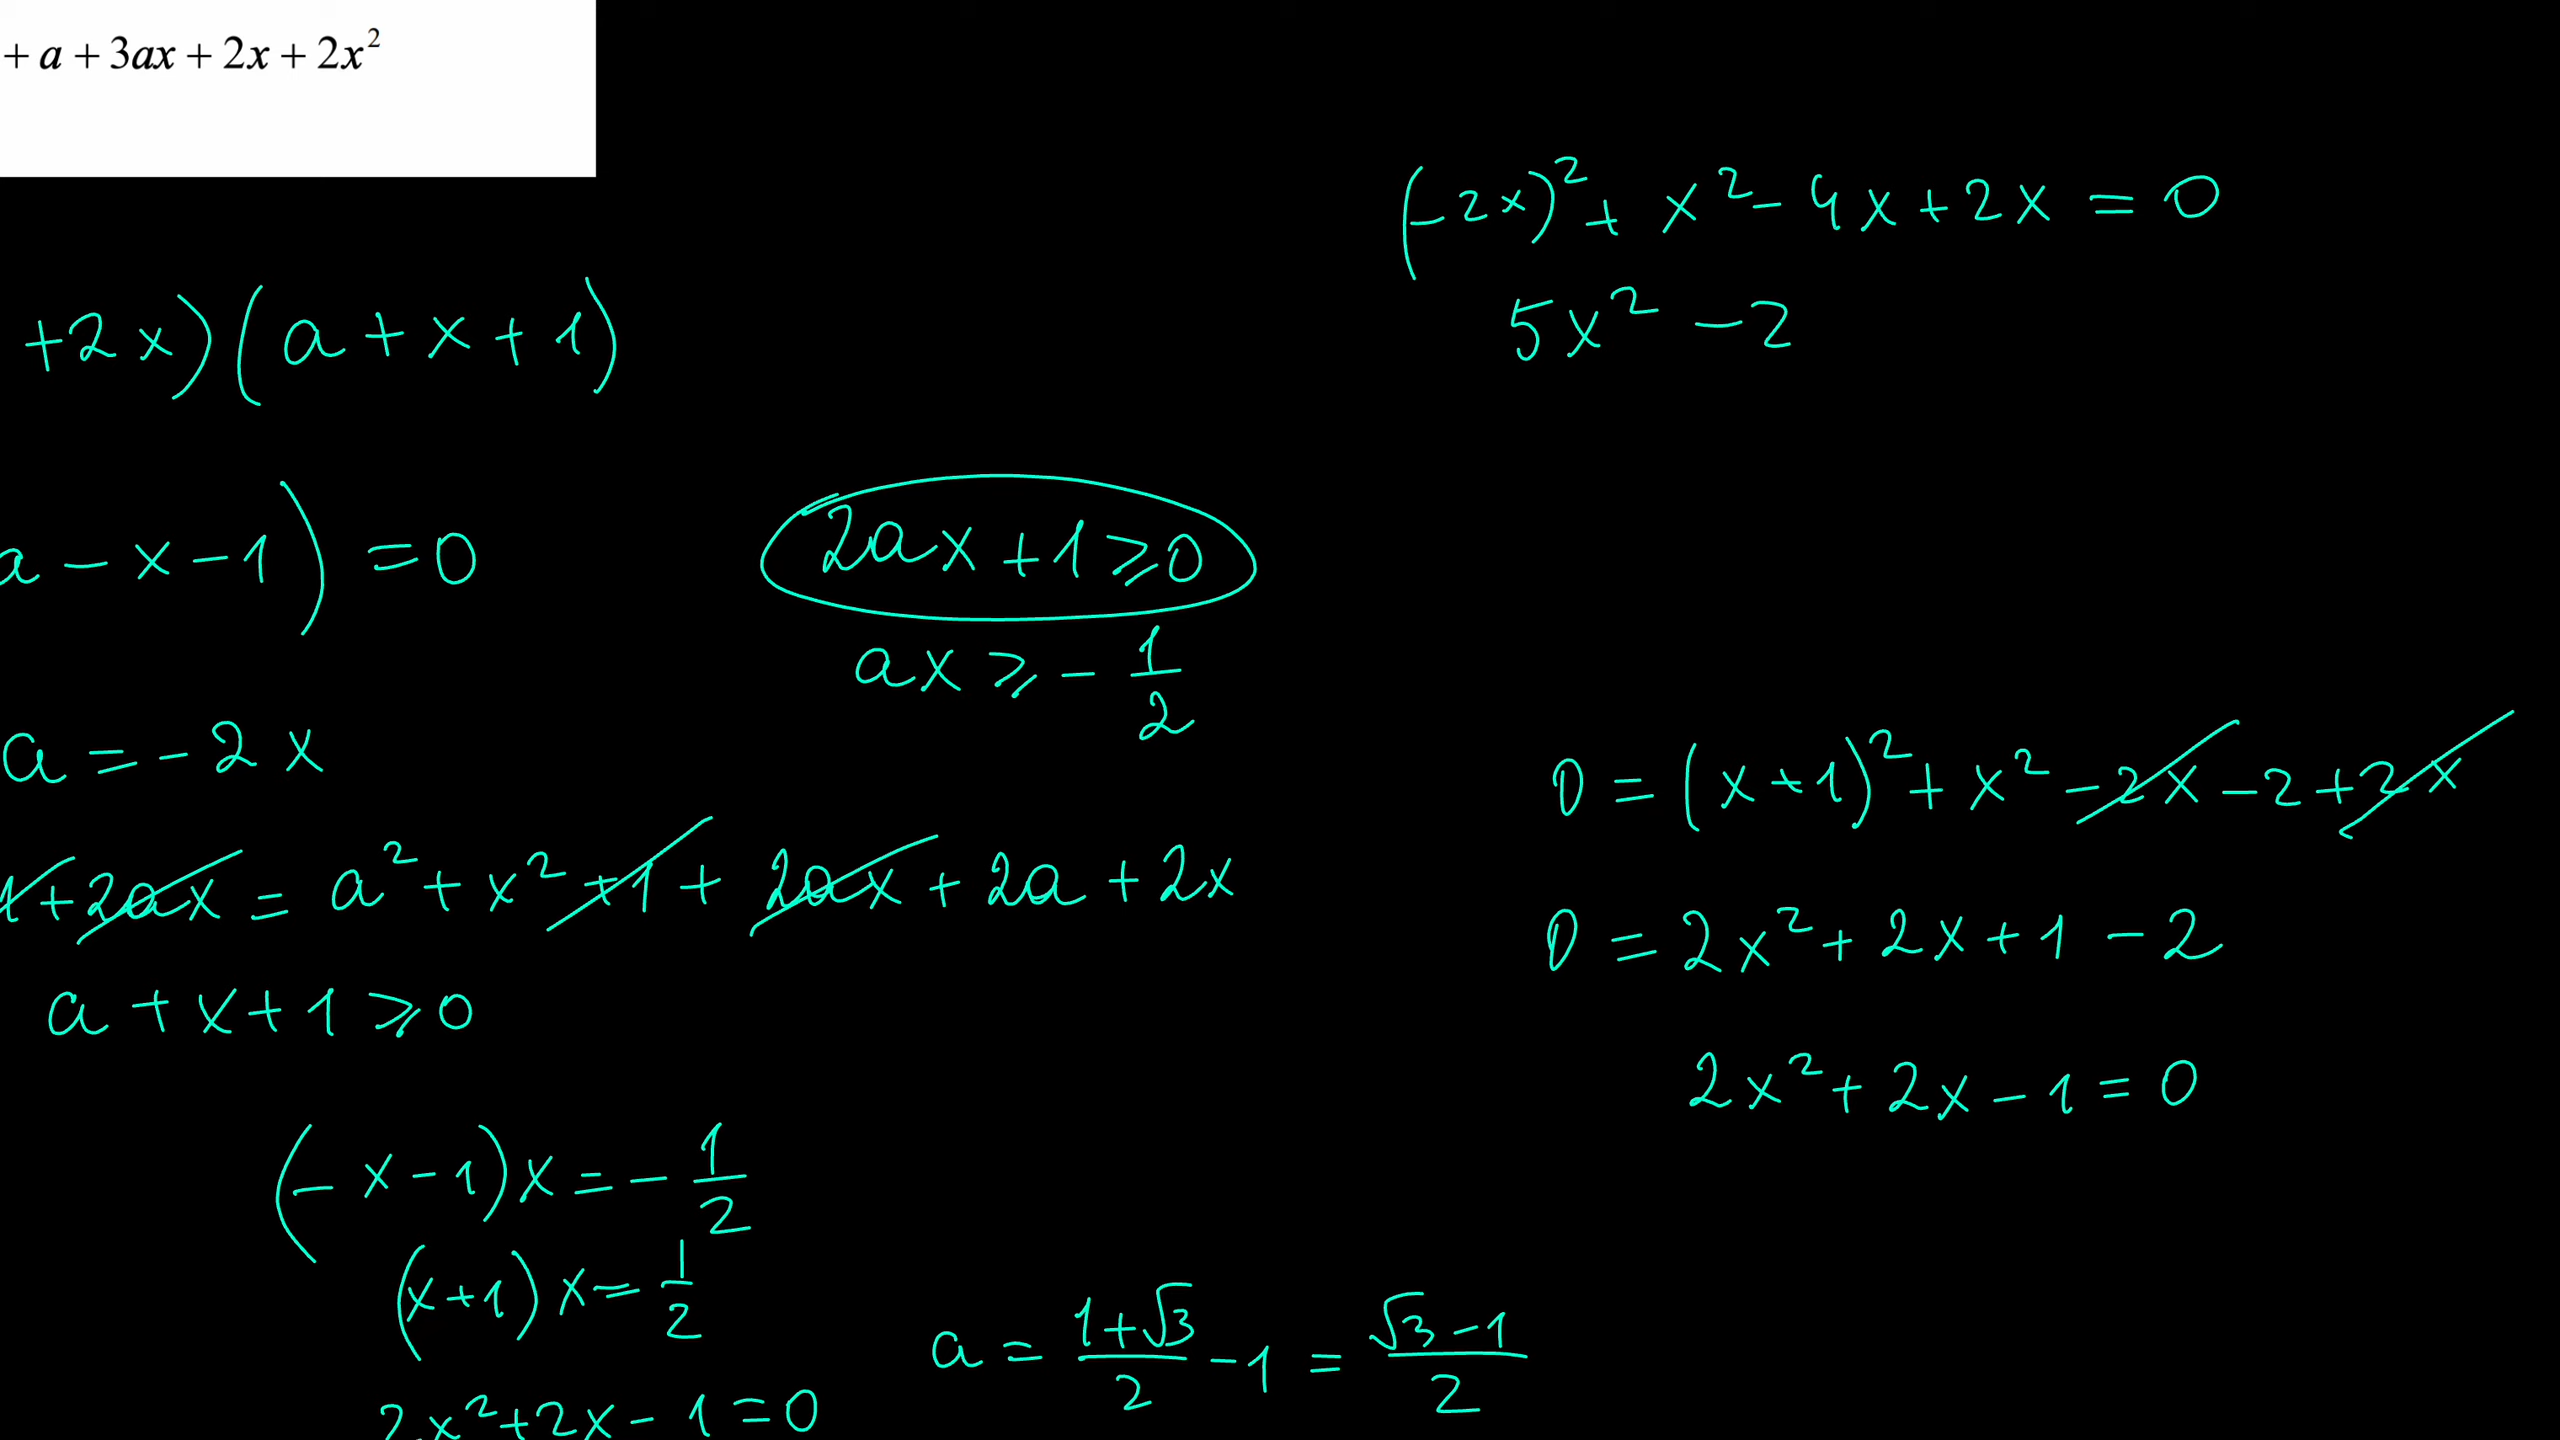 + a + 3ax + 2x + 2x²
(-2x)² + x² - 4x + 2x = 0
5x² - 2
+2x)(a + x + 1)
a - x - 1) = 0
2ax + 1 ⩾ 0
ax ⩾ - 1/2
a = -2x
0 = (x+1)² + x² - 2x - 2 + 2x
1 + 2ax = a² + x² + 1 + 2ax + 2a + 2x
0 = 2x² + 2x + 1 - 2
a + x + 1 ⩾ 0
2x² + 2x - 1 = 0
(-x - 1)x = - 1/2
(x+1)x = 1/2
a = (1+√3)/2 - 1 = (√3 - 1)/2
2x² + 2x - 1 = 0